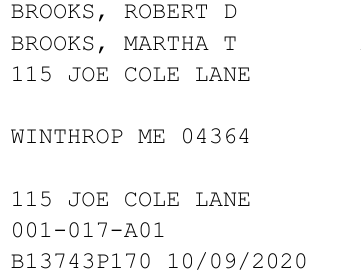 BROOKS, ROBERT D
BROOKS, MARTHA T
115 JOE COLE LANE
WINTHROP ME 04364
115 JOE COLE LANE
001-017-A01
B13743P170 10/09/2020